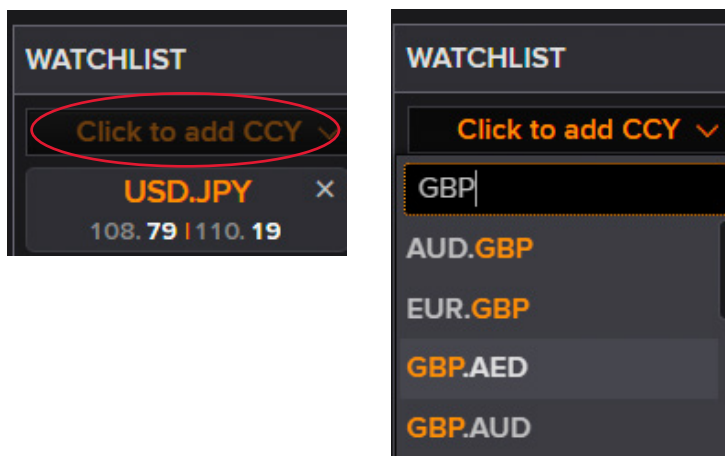 WATCHLIST
Click to add CCY
USD.JPY ×
108. 79 | 110. 19
WATCHLIST
Click to add CCY
GBP
AUD.GBP
EUR.GBP
GBP.AED
GBP.AUD